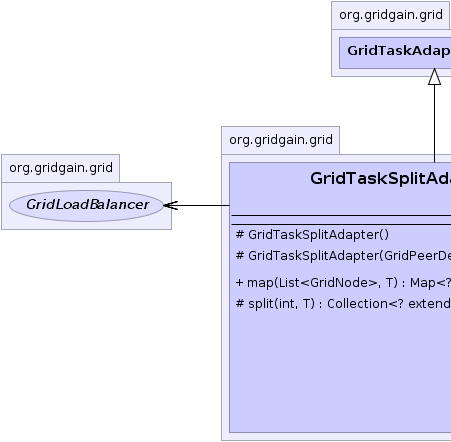 org.gridgain.grid
GridTaskAdap
org.gridgain.grid
org.gridgain.grid
GridTaskSplitAda
GridLoadBalancer
# GridTaskSplitAdapter()
# GridTaskSplitAdapter(GridPeerDe
+ map(List<GridNode>, T) : Map<?
# split(int, T) : Collection<? extend